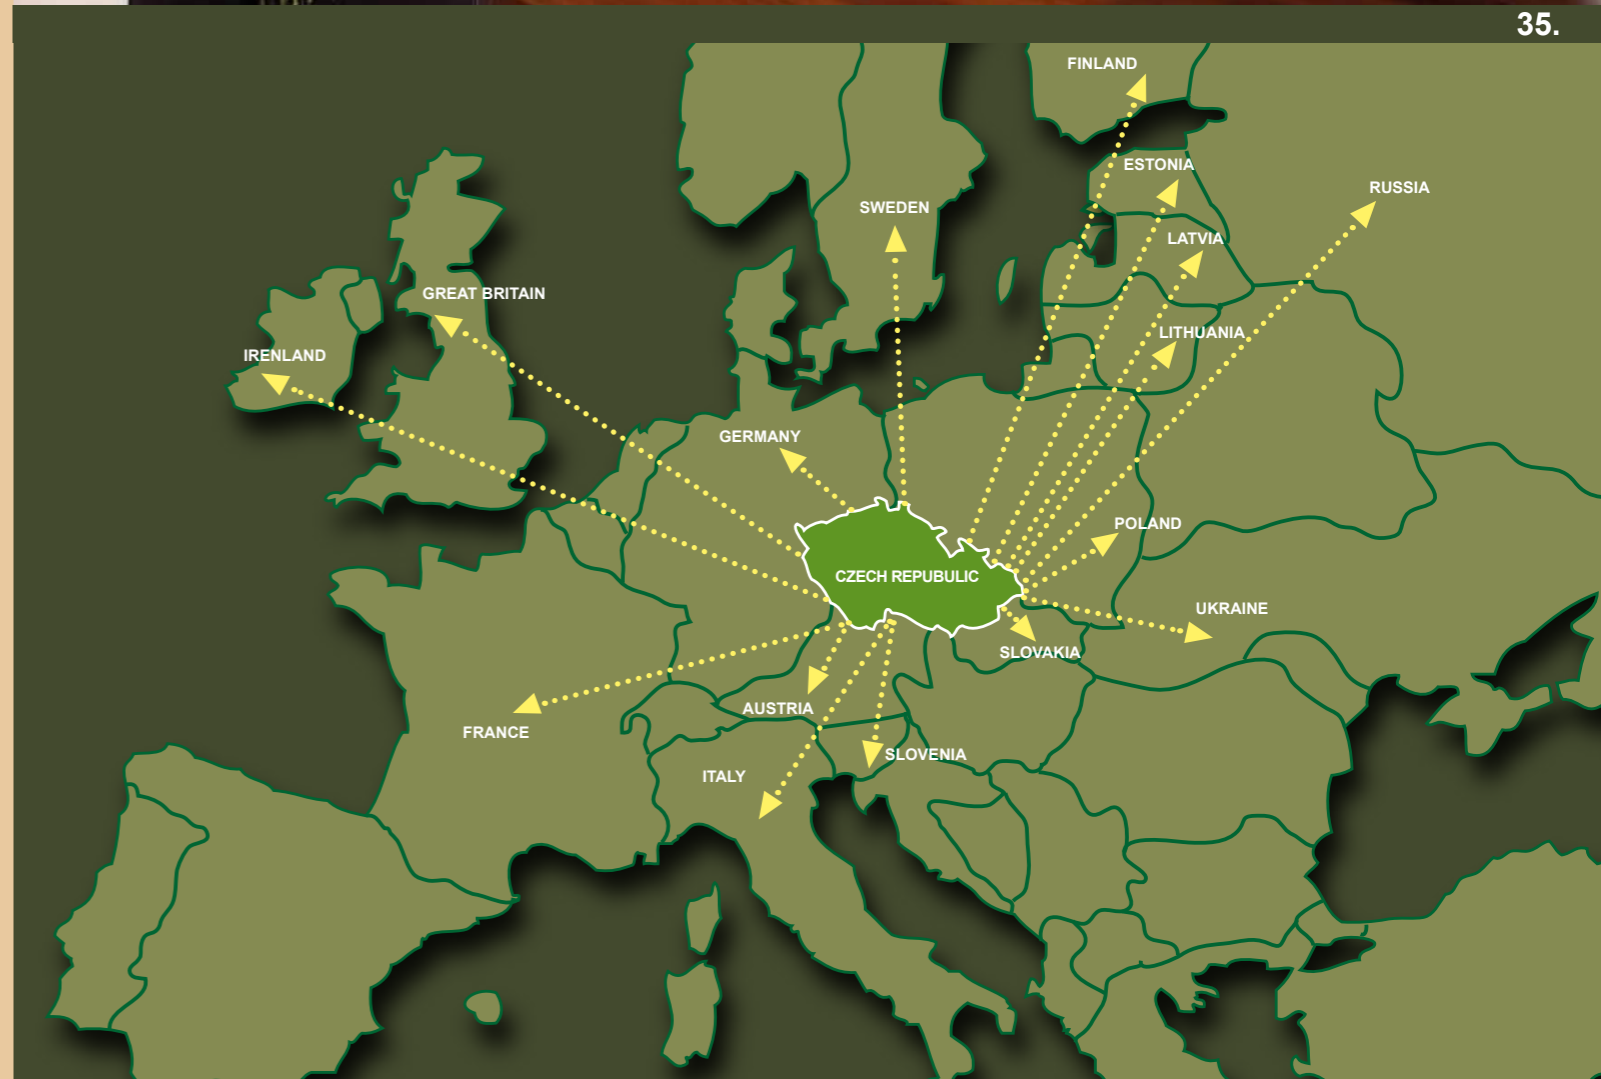 35.
FINLAND
ESTONIA
RUSSIA
SWEDEN
LATVIA
GREAT BRITAIN
LITHUANIA
IRENLAND
GERMANY
POLAND
CZECH REPUBULIC
UKRAINE
SLOVAKIA
AUSTRIA
FRANCE
SLOVENIA
ITALY